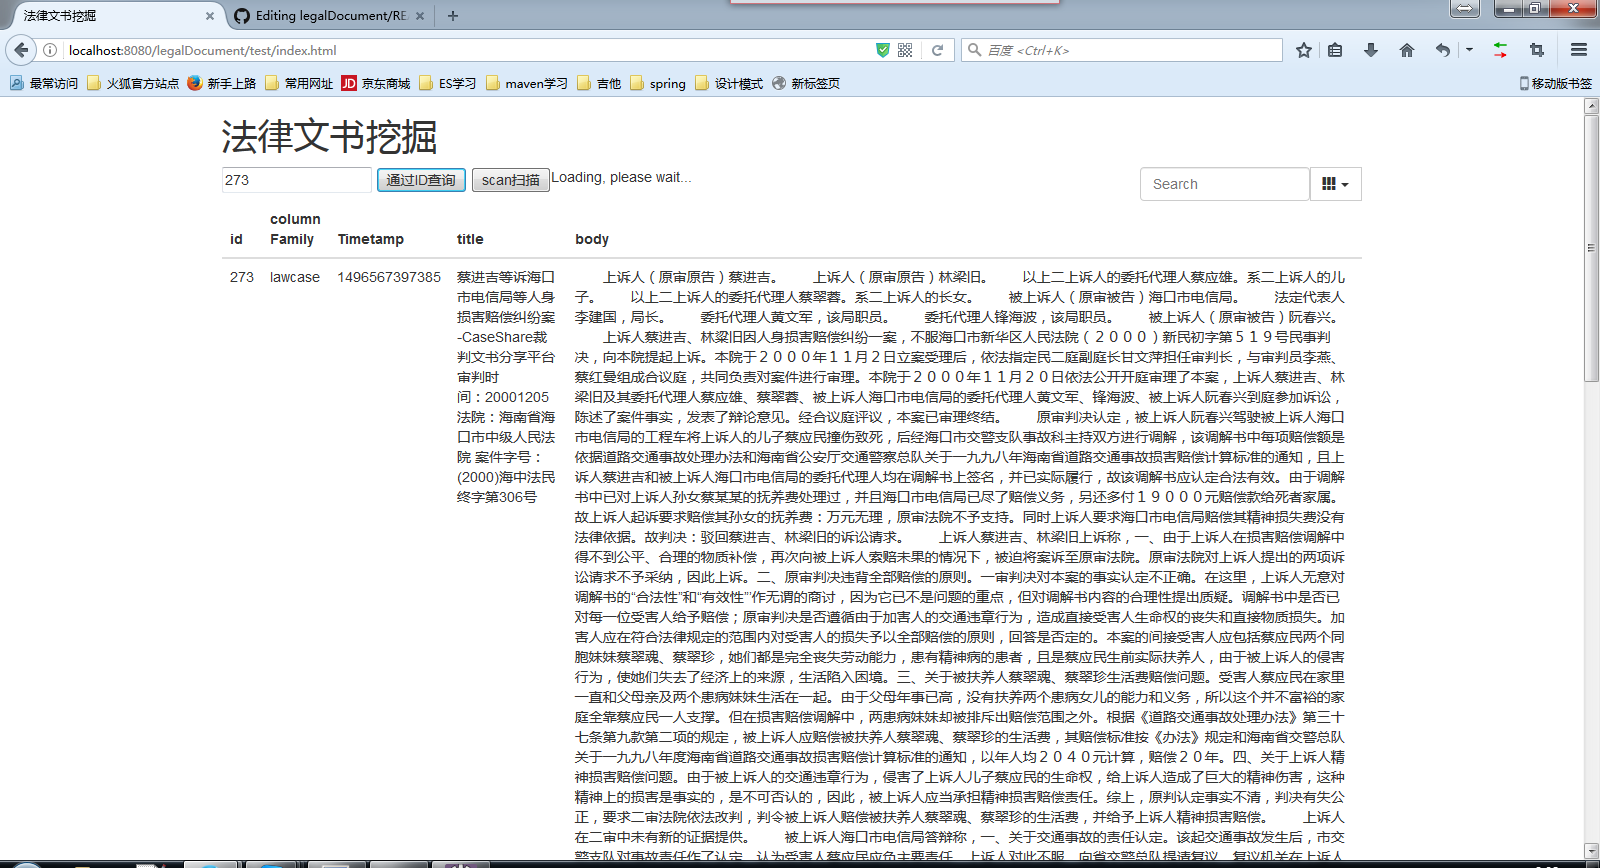 法律文书挖掘
Editing legalDocument/RE
localhost:8080/legalDocument/test/index.html
百度 <Ctrl+K>
最常访问 火狐官方站点 新手上路 常用网址 JD 京东商城 ES学习 maven学习 吉他 spring 设计模式 新标签页 移动版书签
法律文书挖掘
273 通过ID查询 scan扫描 Loading, please wait... Search
id column Family Timetamp title body
273 lawcase 1496567397385
蔡进吉等诉海口
市电信局等人身
损害赔偿纠纷案
-CaseShare裁
判文书分享平台
审判时
间：20001205
法院：海南省海
口市中级人民法
院 案件字号：
(2000)海中法民
终字第306号
上诉人（原审原告）蔡进吉。 上诉人（原审原告）林梁旧。 以上二上诉人的委托代理人蔡应雄。系二上诉人的儿
子。 以上二上诉人的委托代理人蔡翠蓉。系二上诉人的长女。 被上诉人（原审被告）海口市电信局。 法定代表人
李建国，局长。 委托代理人黄文军，该局职员。 委托代理人锋海波，该局职员。 被上诉人（原审被告）阮春兴。
上诉人蔡进吉、林梁旧因人身损害赔偿纠纷一案，不服海口市新华区人民法院（２０００）新民初字第５１９号民事判
决，向本院提起上诉。本院于２０００年１１月２日立案受理后，依法指定民二庭副庭长甘文萍担任审判长，与审判员李燕、
蔡红曼组成合议庭，共同负责对案件进行审理。本院于２０００年１１月２０日依法公开开庭审理了本案，上诉人蔡进吉、林
梁旧及其委托代理人蔡应雄、蔡翠蓉、被上诉人海口市电信局的委托代理人黄文军、锋海波、被上诉人阮春兴到庭参加诉讼，
陈述了案件事实，发表了辩论意见。经合议庭评议，本案已审理终结。 原审判决认定，被上诉人阮春兴驾驶被上诉人海口
市电信局的工程车将上诉人的儿子蔡应民撞伤致死，后经海口市交警支队事故科主持双方进行调解，该调解书中每项赔偿额是
依据道路交通事故处理办法和海南省公安厅交通警察总队关于一九九八年海南省道路交通事故损害赔偿计算标准的通知，且上
诉人蔡进吉和被上诉人海口市电信局的委托代理人均在调解书上签名，并已实际履行，故该调解书应认定合法有效。由于调解
书中已对上诉人孙女蔡某某的抚养费处理过，并且海口市电信局已尽了赔偿义务，另还多付１９０００元赔偿款给死者家属。
故上诉人起诉要求赔偿其孙女的抚养费：万元无理，原审法院不予支持。同时上诉人要求海口市电信局赔偿其精神损失费没有
法律依据。故判决：驳回蔡进吉、林梁旧的诉讼请求。 上诉人蔡进吉、林梁旧上诉称，一、由于上诉人在损害赔偿调解中
得不到公平、合理的物质补偿，再次向被上诉人索赔未果的情况下，被迫将案诉至原审法院。原审法院对上诉人提出的两项诉
讼请求不予采纳，因此上诉。二、原审判决违背全部赔偿的原则。一审判决对本案的事实认定不正确。在这里，上诉人无意对
调解书的“合法性”和“有效性”’作无谓的商讨，因为它已不是问题的重点，但对调解书内容的合理性提出质疑。调解书中是否已
对每一位受害人给予赔偿；原审判决是否遵循由于加害人的交通违章行为，造成直接受害人生命权的丧失和直接物质损失。加
害人应在符合法律规定的范围内对受害人的损失予以全部赔偿的原则，回答是否定的。本案的间接受害人应包括蔡应民两个同
胞妹妹蔡翠魂、蔡翠珍，她们都是完全丧失劳动能力，患有精神病的患者，且是蔡应民生前实际扶养人，由于被上诉人的侵害
行为，使她们失去了经济上的来源，生活陷入困境。三、关于被扶养人蔡翠魂、蔡翠珍生活费赔偿问题。受害人蔡应民在家里
一直和父母亲及两个患病妹妹生活在一起。由于父母年事已高，没有扶养两个患病女儿的能力和义务，所以这个并不富裕的家
庭全靠蔡应民一人支撑。但在损害赔偿调解中，两患病妹妹却被排斥出赔偿范围之外。根据《道路交通事故处理办法》第三十
七条第九款第二项的规定，被上诉人应赔偿被扶养人蔡翠魂、蔡翠珍的生活费，其赔偿标准按《办法》规定和海南省交警总队
关于一九九八年度海南省道路交通事故损害赔偿计算标准的通知，以年人均２０４０元计算，赔偿２０年。四、关于上诉人精
神损害赔偿问题。由于被上诉人的交通违章行为，侵害了上诉人儿子蔡应民的生命权，给上诉人造成了巨大的精神伤害，这种
精神上的损害是事实的，是不可否认的，因此，被上诉人应当承担精神损害赔偿责任。综上，原判认定事实不清，判决有失公
正，要求二审法院依法改判，判令被上诉人赔偿被扶养人蔡翠魂、蔡翠珍的生活费，并给予上诉人精神损害赔偿。 上诉人
在二审中未有新的证据提供。 被上诉人海口市电信局答辩称，一、关于交通事故的责任认定。该起交通事故发生后，市交
警支队对事故责任作了认定，认为受害人蔡应民应负主要责任，上诉人对此不服，向省交警总队提请复议，复议机关在上诉人